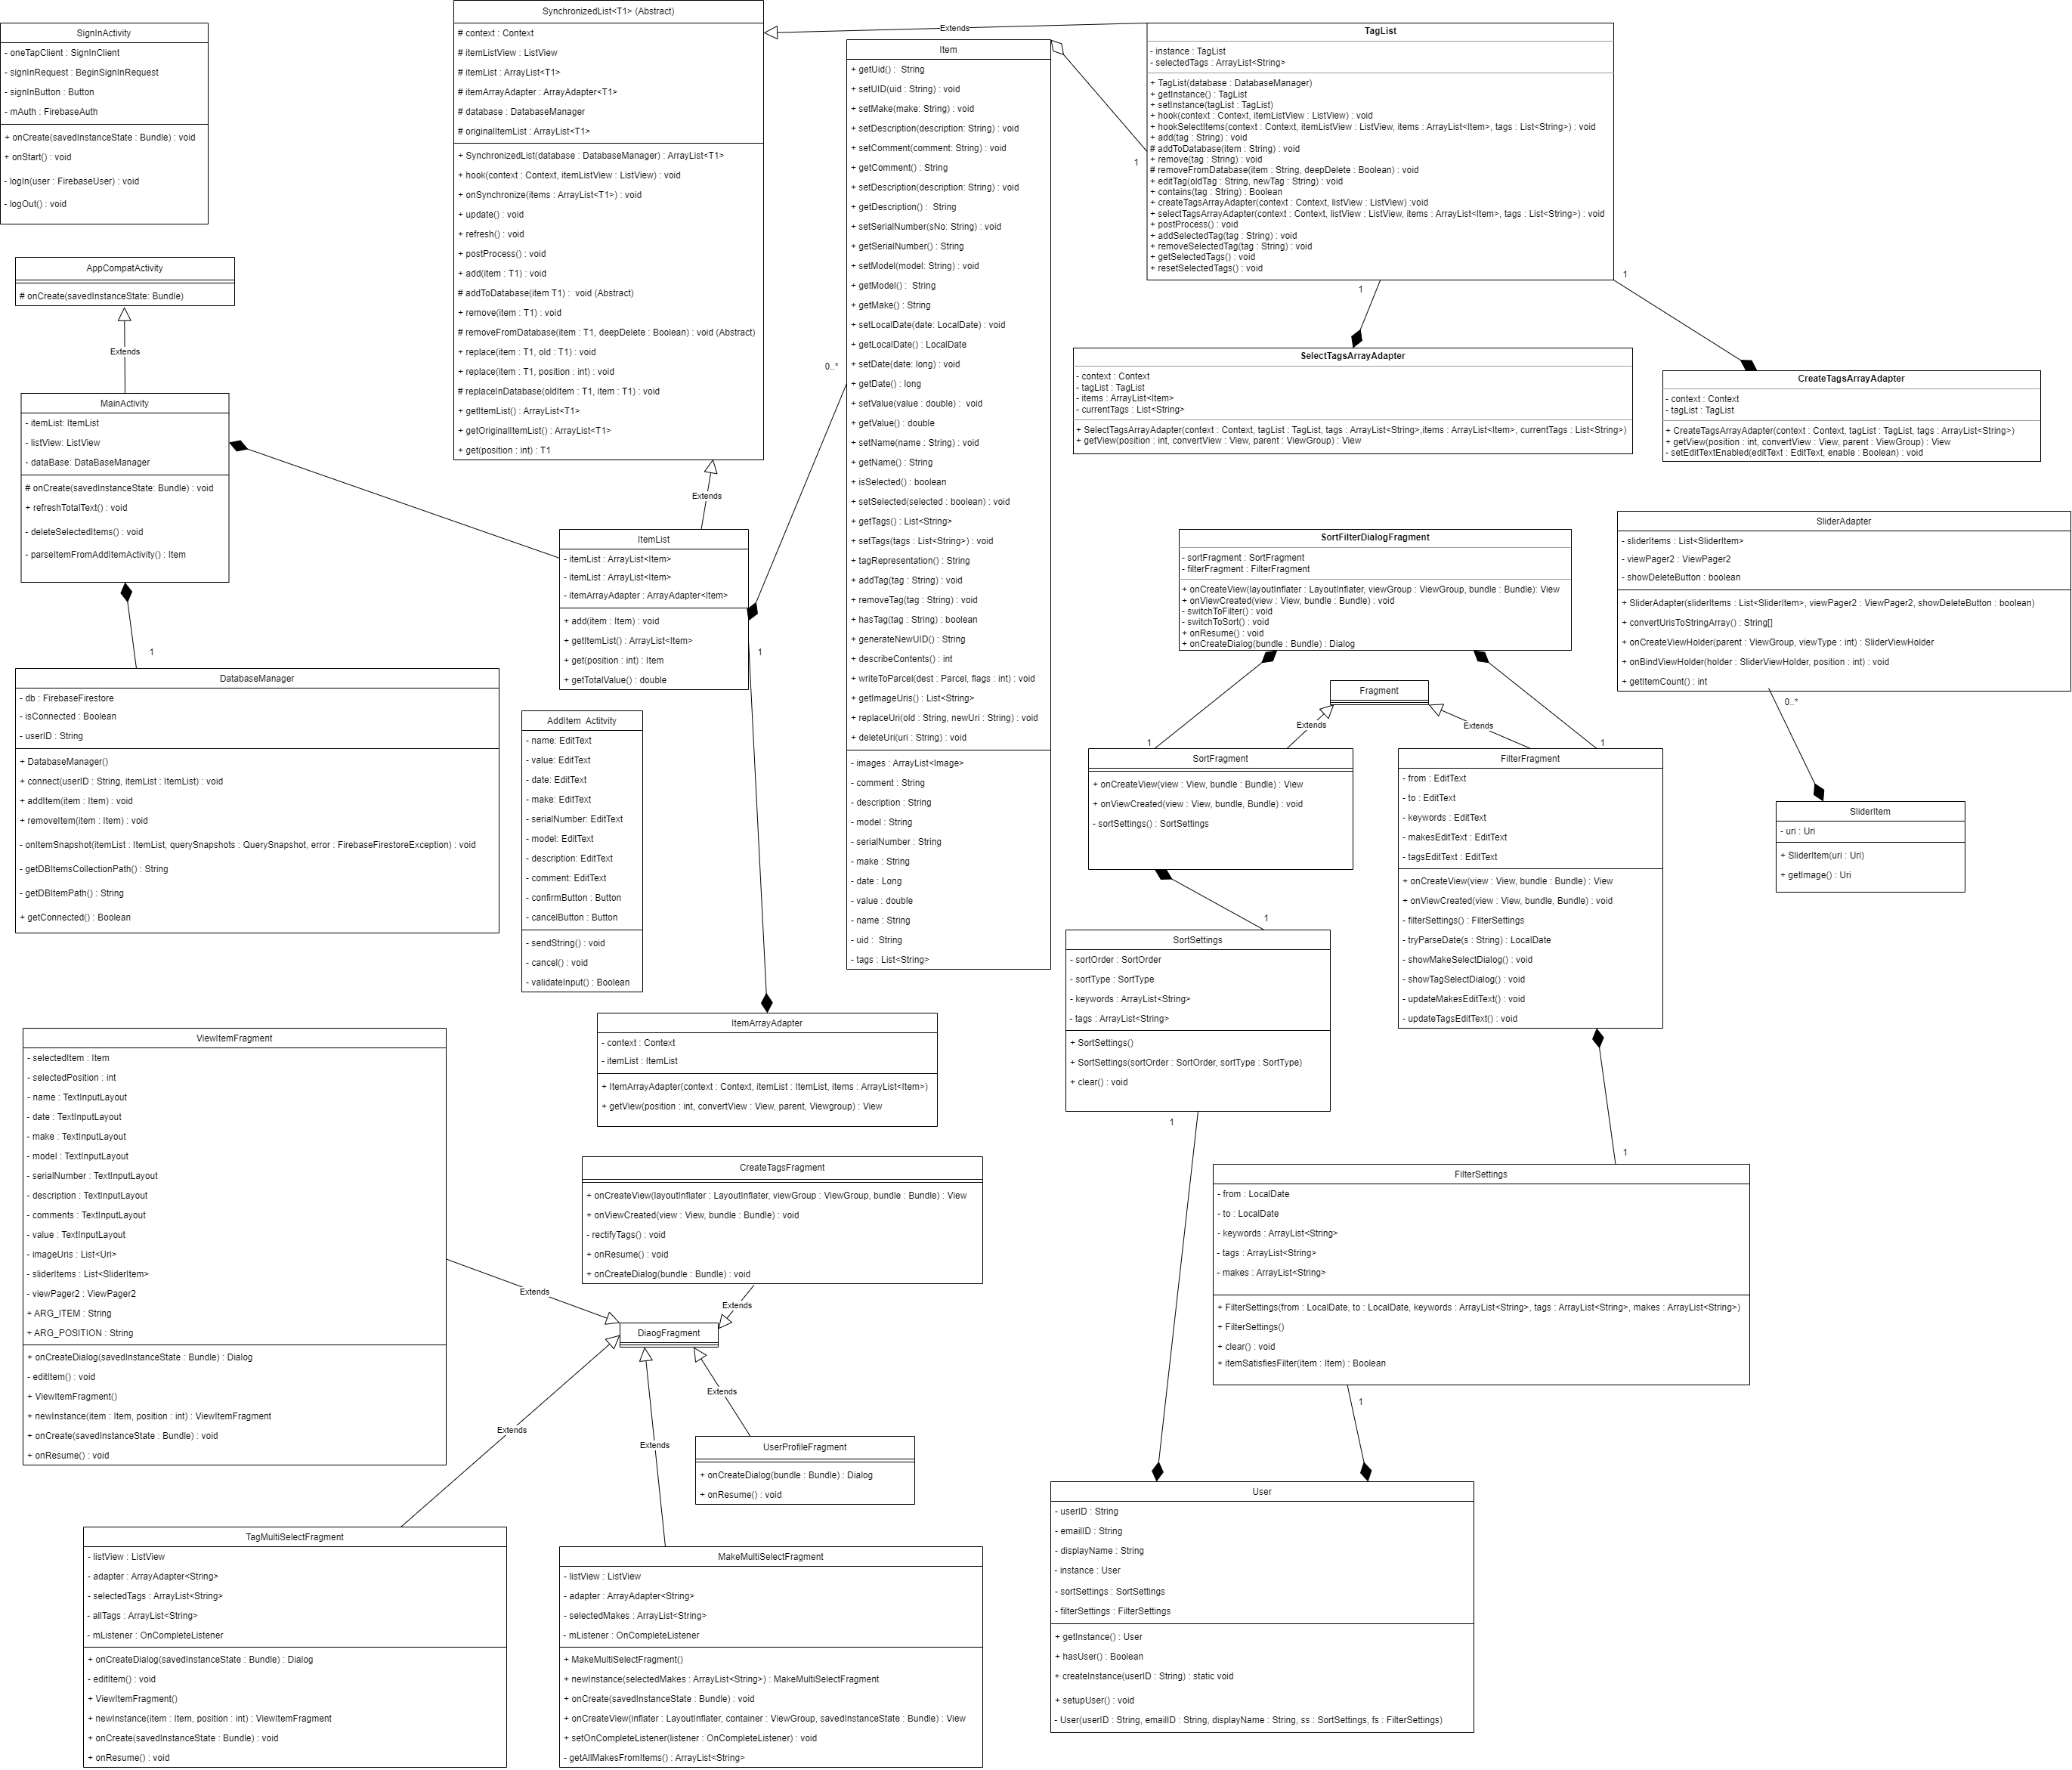 SignInActivity
- oneTapClient : SignInClient
- signInRequest : BeginSignInRequest
- signInButton : Button
- mAuth : FirebaseAuth
+ onCreate(savedInstanceState : Bundle) : void
+ onStart() : void
- logIn(user : FirebaseUser) : void
- logOut() : void
AppCompatActivity
# onCreate(savedInstanceState: Bundle)
Extends
MainActivity
- itemList: ItemList
- listView: ListView
- dataBase: DataBaseManager
# onCreate(savedInstanceState: Bundle) : void
+ refreshTotalText() : void
- deleteSelectedItems() : void
- parseItemFromAddItemActivity() : Item
1
DatabaseManager
- db : FirebaseFirestore
- isConnected : Boolean
- userID : String
+ DatabaseManager()
+ connect(userID : String, itemList : ItemList) : void
+ addItem(item : Item) : void
+ removeItem(item : Item) : void
- onItemSnapshot(itemList : ItemList, querySnapshots : QuerySnapshot, error : FirebaseFirestoreException) : void
- getDBItemsCollectionPath() : String
- getDBItemPath() : String
+ getConnected() : Boolean
SynchronizedList<T1> (Abstract)
# context : Context
# itemListView : ListView
# itemList : ArrayList<T1>
# itemArrayAdapter : ArrayAdapter<T1>
# database : DatabaseManager
# originalItemList : ArrayList<T1>
+ SynchronizedList(database : DatabaseManager) : ArrayList<T1>
+ hook(context : Context, itemListView : ListView) : void
+ onSynchronize(items : ArrayList<T1>) : void
+ update() : void
+ refresh() : void
+ postProcess() : void
+ add(item : T1) : void
# addToDatabase(item T1) :  void (Abstract)
+ remove(item : T1) : void
# removeFromDatabase(item : T1, deepDelete : Boolean) : void (Abstract)
+ replace(item : T1, old : T1) : void
+ replace(item : T1, position : int) : void
# replaceInDatabase(oldItem : T1, item : T1) : void
+ getItemList() : ArrayList<T1>
+ getOriginalItemList() : ArrayList<T1>
+ get(position : int) : T1
Extends
Extends
ItemList
- itemList : ArrayList<Item>
- itemList : ArrayList<Item>
- itemArrayAdapter : ArrayAdapter<Item>
+ add(item : Item) : void
+ getItemList() : ArrayList<Item>
+ get(position : int) : Item
+ getTotalValue() : double
0..*
1
AddItem  Actitvity
- name: EditText
- value: EditText
- date: EditText
- make: EditText
- serialNumber: EditText
- model: EditText
- description: EditText
- comment: EditText
- confirmButton : Button
- cancelButton : Button
- sendString() : void
- cancel() : void
- validateInput() : Boolean
Item
+ getUid() :  String
+ setUID(uid : String) : void
+ setMake(make: String) : void
+ setDescription(description: String) : void
+ setComment(comment: String) : void
+ getComment() : String
+ setDescription(description: String) : void
+ getDescription() :  String
+ setSerialNumber(sNo: String) : void
+ getSerialNumber() : String
+ setModel(model: String) : void
+ getModel() :  String
+ getMake() : String
+ setLocalDate(date: LocalDate) : void
+ getLocalDate() : LocalDate
+ setDate(date: long) : void
+ getDate() : long
+ setValue(value : double) :  void
+ getValue() : double
+ setName(name : String) : void
+ getName() : String
+ isSelected() : boolean
+ setSelected(selected : boolean) : void
+ getTags() : List<String>
+ setTags(tags : List<String>) : void
+ tagRepresentation() : String
+ addTag(tag : String) : void
+ removeTag(tag : String) : void
+ hasTag(tag : String) : boolean
+ generateNewUID() : String
+ describeContents() : int
+ writeToParcel(dest : Parcel, flags : int) : void
+ getImageUris() : List<String>
+ replaceUri(old : String, newUri : String) : void
+ deleteUri(uri : String) : void
- images : ArrayList<Image>
- comment : String
- description : String
- model : String
- serialNumber : String
- make : String
- date : Long
- value : double
- name : String
- uid :  String
- tags : List<String>
TagList
- instance : TagList
- selectedTags : ArrayList<String>
+ TagList(database : DatabaseManager)
+ getInstance() : TagList
+ setInstance(tagList : TagList)
+ hook(context : Context, itemListView : ListView) : void
+ hookSelectItems(context : Context, itemListView : ListView, items : ArrayList<Item>, tags : List<String>) : void
+ add(tag : String) : void
# addToDatabase(item : String) : void
+ remove(tag : String) : void
# removeFromDatabase(item : String, deepDelete : Boolean) : void
+ editTag(oldTag : String, newTag : String) : void
+ contains(tag : String) : Boolean
+ createTagsArrayAdapter(context : Context, listView : ListView) :void
+ selectTagsArrayAdapter(context : Context, listView : ListView, items : ArrayList<Item>, tags : List<String>) : void
+ postProcess() : void
+ addSelectedTag(tag : String) : void
+ removeSelectedTag(tag : String) : void
+ getSelectedTags() : void
+ resetSelectedTags() : void
1
1
1
SelectTagsArrayAdapter
- context : Context
- tagList : TagList
- items : ArrayList<Item>
- currentTags : List<String>
+ SelectTagsArrayAdapter(context : Context, tagList : TagList, tags : ArrayList<String>,items : ArrayList<Item>, currentTags : List<String>)
+ getView(position : int, convertView : View, parent : ViewGroup) : View
CreateTagsArrayAdapter
- context : Context
- tagList : TagList
+ CreateTagsArrayAdapter(context : Context, tagList : TagList, tags : ArrayList<String>)
+ getView(position : int, convertView : View, parent : ViewGroup) : View
- setEditTextEnabled(editText : EditText, enable : Boolean) : void
SortFilterDialogFragment
- sortFragment : SortFragment
- filterFragment : FilterFragment
+ onCreateView(layoutInflater : LayoutInflater, viewGroup : ViewGroup, bundle : Bundle): View
+ onViewCreated(view : View, bundle : Bundle) : void
- switchToFilter() : void
- switchToSort() : void
+ onResume() : void
+ onCreateDialog(bundle : Bundle) : Dialog
SliderAdapter
- sliderItems : List<SliderItem>
- viewPager2 : ViewPager2
- showDeleteButton : boolean
+ SliderAdapter(sliderItems : List<SliderItem>, viewPager2 : ViewPager2, showDeleteButton : boolean)
+ convertUrisToStringArray() : String[]
+ onCreateViewHolder(parent : ViewGroup, viewType : int) : SliderViewHolder
+ onBindViewHolder(holder : SliderViewHolder, position : int) : void
+ getItemCount() : int
0..*
SliderItem
- uri : Uri
+ SliderItem(uri : Uri)
+ getImage() : Uri
Fragment
Extends
Extends
1
1
SortFragment
+ onCreateView(view : View, bundle : Bundle) : View
+ onViewCreated(view : View, bundle, Bundle) : void
- sortSettings() : SortSettings
1
FilterFragment
- from : EditText
- to : EditText
- keywords : EditText
- makesEditText : EditText
- tagsEditText : EditText
+ onCreateView(view : View, bundle : Bundle) : View
+ onViewCreated(view : View, bundle, Bundle) : void
- filterSettings() : FilterSettings
- tryParseDate(s : String) : LocalDate
- showMakeSelectDialog() : void
- showTagSelectDialog() : void
- updateMakesEditText() : void
- updateTagsEditText() : void
1
SortSettings
- sortOrder : SortOrder
- sortType : SortType
- keywords : ArrayList<String>
- tags : ArrayList<String>
+ SortSettings()
+ SortSettings(sortOrder : SortOrder, sortType : SortType)
+ clear() : void
1
ItemArrayAdapter
- context : Context
- itemList : ItemList
+ ItemArrayAdapter(context : Context, itemList : ItemList, items : ArrayList<Item>)
+ getView(position : int, convertView : View, parent, Viewgroup) : View
ViewItemFragment
- selectedItem : Item
- selectedPosition : int
- name : TextInputLayout
- date : TextInputLayout
- make : TextInputLayout
- model : TextInputLayout
- serialNumber : TextInputLayout
- description : TextInputLayout
- comments : TextInputLayout
- value : TextInputLayout
- imageUris : List<Uri>
- sliderItems : List<SliderItem>
- viewPager2 : ViewPager2
+ ARG_ITEM : String
+ ARG_POSITION : String
+ onCreateDialog(savedInstanceState : Bundle) : Dialog
- editItem() : void
+ ViewItemFragment()
+ newInstance(item : Item, position : int) : ViewItemFragment
+ onCreate(savedInstanceState : Bundle) : void
+ onResume() : void
CreateTagsFragment
+ onCreateView(layoutInflater : LayoutInflater, viewGroup : ViewGroup, bundle : Bundle) : View
+ onViewCreated(view : View, bundle : Bundle) : void
- rectifyTags() : void
+ onResume() : void
+ onCreateDialog(bundle : Bundle) : void
Extends
Extends
DiaogFragment
Extends
Extends
Extends
UserProfileFragment
+ onCreateDialog(bundle : Bundle) : Dialog
+ onResume() : void
FilterSettings
- from : LocalDate
- to : LocalDate
- keywords : ArrayList<String>
- tags : ArrayList<String>
- makes : ArrayList<String>
+ FilterSettings(from : LocalDate, to : LocalDate, keywords : ArrayList<String>, tags : ArrayList<String>, makes : ArrayList<String>)
+ FilterSettings()
+ clear() : void
+ itemSatisfiesFilter(item : Item) : Boolean
1
TagMultiSelectFragment
- listView : ListView
- adapter : ArrayAdapter<String>
- selectedTags : ArrayList<String>
- allTags : ArrayList<String>
- mListener : OnCompleteListener
+ onCreateDialog(savedInstanceState : Bundle) : Dialog
- editItem() : void
+ ViewItemFragment()
+ newInstance(item : Item, position : int) : ViewItemFragment
+ onCreate(savedInstanceState : Bundle) : void
+ onResume() : void
MakeMultiSelectFragment
- listView : ListView
- adapter : ArrayAdapter<String>
- selectedMakes : ArrayList<String>
- mListener : OnCompleteListener
+ MakeMultiSelectFragment()
+ newInstance(selectedMakes : ArrayList<String>) : MakeMultiSelectFragment
+ onCreate(savedInstanceState : Bundle) : void
+ onCreateView(inflater : LayoutInflater, container : ViewGroup, savedInstanceState : Bundle) : View
+ setOnCompleteListener(listener : OnCompleteListener) : void
- getAllMakesFromItems() : ArrayList<String>
User
- userID : String
- emailID : String
- displayName : String
- instance : User
- sortSettings : SortSettings
- filterSettings : FilterSettings
+ getInstance() : User
+ hasUser() : Boolean
+ createInstance(userID : String) : static void
+ setupUser() : void
- User(userID : String, emailID : String, displayName : String, ss : SortSettings, fs : FilterSettings)